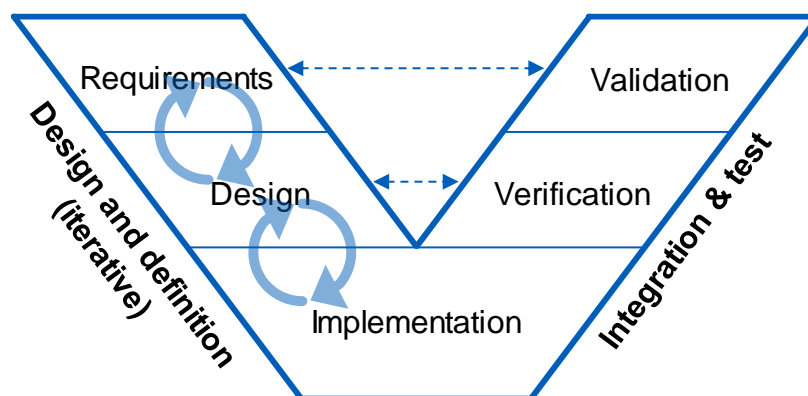 Requirements
Validation
Design
Verification
Implementation
Design and definition
(iterative)
Integration & test